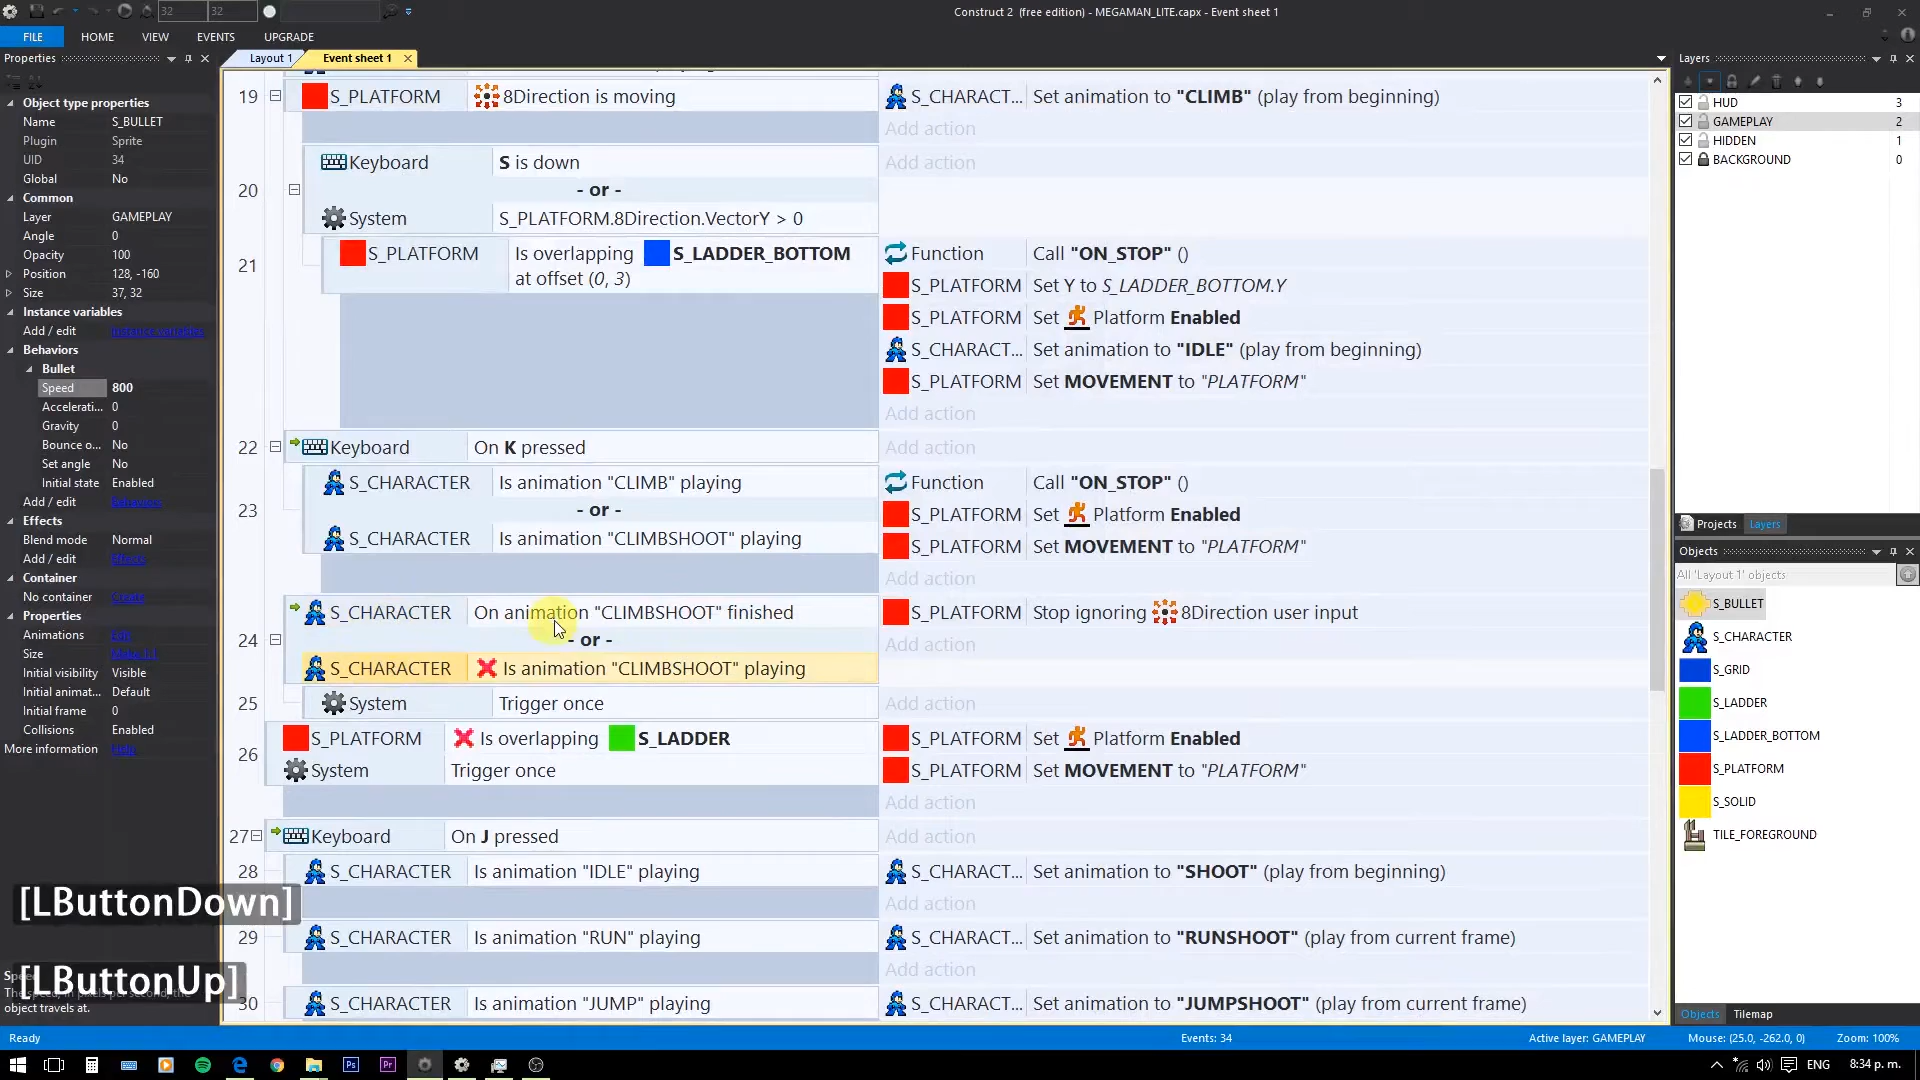 32 32
Construct 2 (free edition) - MEGAMAN_LITE.capx - Event sheet 1
FILE HOME VIEW EVENTS UPGRADE
Properties
Layout 1
Event sheet 1
Layers
Object type properties
Name S_BULLET
Plugin Sprite
UID 34
Global No
Common
Layer GAMEPLAY
Angle 0
Opacity 100
Position 128, -160
Size 37, 32
Instance variables
Add / edit Instance variables
Behaviors
Bullet
Speed 800
Accelerati... 0
Gravity 0
Bounce o... No
Set angle No
Initial state Enabled
Add / edit Behaviors
Effects
Blend mode Normal
Add / edit Effects
Container
No container Create
Properties
Animations Edit
Size Make 1:1
Initial visibility Visible
Initial animat... Default
Initial frame 0
Collisions Enabled
More information Help
object travels at.
[LButtonDown]
[LButtonUp]
19 S_PLATFORM 8Direction is moving
S_CHARACT... Set animation to "CLIMB" (play from beginning)
Add action
Keyboard S is down
Add action
20 - or -
System S_PLATFORM.8Direction.VectorY > 0
21 S_PLATFORM Is overlapping S_LADDER_BOTTOM
at offset (0, 3)
Function Call "ON_STOP" ()
S_PLATFORM Set Y to S_LADDER_BOTTOM.Y
S_PLATFORM Set Platform Enabled
S_CHARACT... Set animation to "IDLE" (play from beginning)
S_PLATFORM Set MOVEMENT to "PLATFORM"
Add action
22 Keyboard On K pressed
Add action
23 S_CHARACTER Is animation "CLIMB" playing
- or -
S_CHARACTER Is animation "CLIMBSHOOT" playing
Function Call "ON_STOP" ()
S_PLATFORM Set Platform Enabled
S_PLATFORM Set MOVEMENT to "PLATFORM"
Add action
24 S_CHARACTER On animation "CLIMBSHOOT" finished
- or -
S_CHARACTER Is animation "CLIMBSHOOT" playing
S_PLATFORM Stop ignoring 8Direction user input
Add action
25 System Trigger once
Add action
26 S_PLATFORM Is overlapping S_LADDER
System Trigger once
S_PLATFORM Set Platform Enabled
S_PLATFORM Set MOVEMENT to "PLATFORM"
Add action
27 Keyboard On J pressed
Add action
28 S_CHARACTER Is animation "IDLE" playing
S_CHARACT... Set animation to "SHOOT" (play from beginning)
Add action
29 S_CHARACTER Is animation "RUN" playing
S_CHARACT... Set animation to "RUNSHOOT" (play from current frame)
Add action
30 S_CHARACTER Is animation "JUMP" playing
S_CHARACT... Set animation to "JUMPSHOOT" (play from current frame)
HUD 3
GAMEPLAY 2
HIDDEN 1
BACKGROUND 0
Projects Layers
Objects
All 'Layout 1' objects
S_BULLET
S_CHARACTER
S_GRID
S_LADDER
S_LADDER_BOTTOM
S_PLATFORM
S_SOLID
TILE_FOREGROUND
Objects Tilemap
Ready
Events: 34
Active layer: GAMEPLAY
Mouse: (25.0, -262.0, 0)
Zoom: 100%
Ps
Pr
ENG
8:34 p. m.